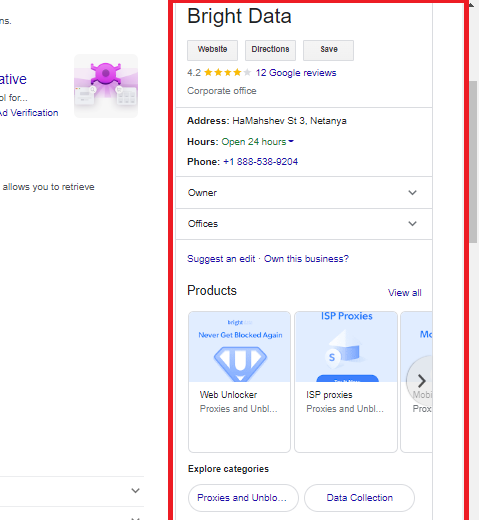 ns.
ative
ol for...
Ad Verification
allows you to retrieve
Bright Data
Website
Directions
Save
4.2 ★★★★★ 12 Google reviews
Corporate office
Address: HaMahshev St 3, Netanya
Hours: Open 24 hours
Phone: +1 888-538-9204
Owner
Offices
Suggest an edit · Own this business?
Products
View all
bright
Never Get Blocked Again
Web Unlocker
Proxies and Unbl...
ISP Proxies
S
ISP proxies
Proxies and Unbl...
Mo
Mobi
Prox
Explore categories
Proxies and Unblo...
Data Collection